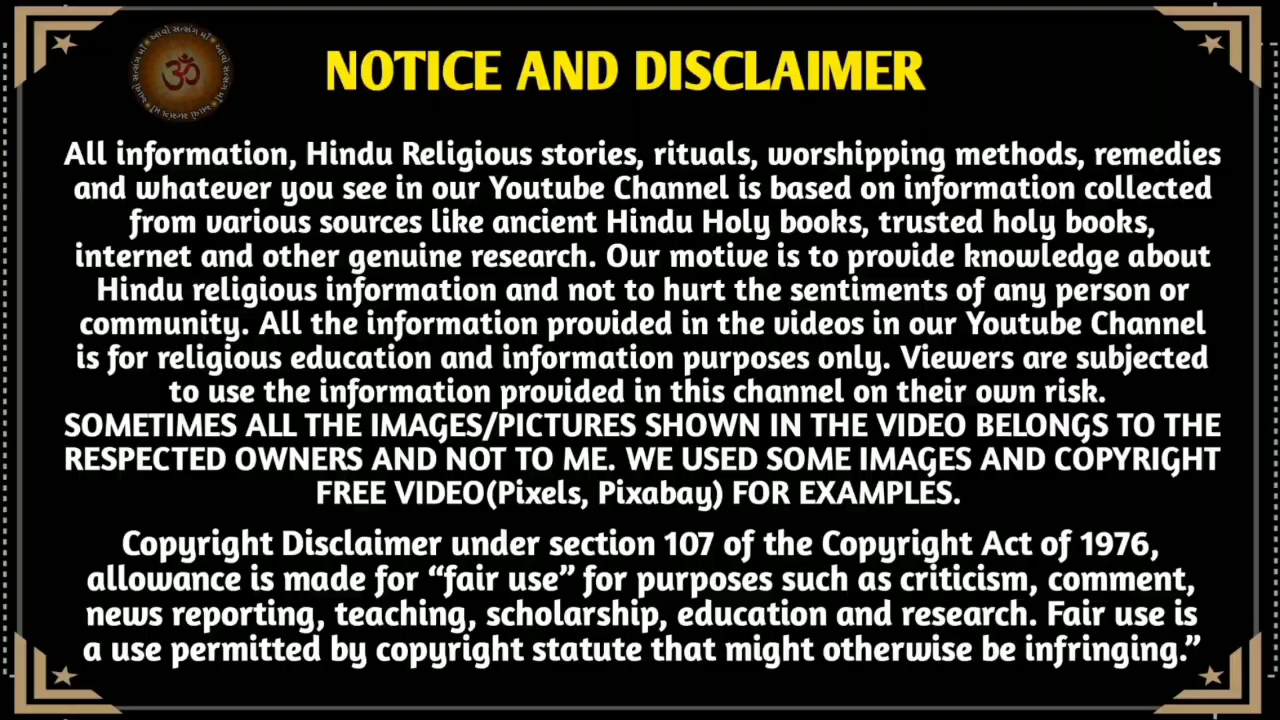 આવો સત્સંગ માઁ આવો સત્સંગ માઁ આવો સત્સંગ માઁ આવો સત્સંગ માઁ
ૐ
NOTICE AND DISCLAIMER
All information, Hindu Religious stories, rituals, worshipping methods, remedies
and whatever you see in our Youtube Channel is based on information collected
from various sources like ancient Hindu Holy books, trusted holy books,
internet and other genuine research. Our motive is to provide knowledge about
Hindu religious information and not to hurt the sentiments of any person or
community. All the information provided in the videos in our Youtube Channel
is for religious education and information purposes only. Viewers are subjected
to use the information provided in this channel on their own risk.
SOMETIMES ALL THE IMAGES/PICTURES SHOWN IN THE VIDEO BELONGS TO THE
RESPECTED OWNERS AND NOT TO ME. WE USED SOME IMAGES AND COPYRIGHT
FREE VIDEO(Pixels, Pixabay) FOR EXAMPLES.
Copyright Disclaimer under section 107 of the Copyright Act of 1976,
allowance is made for “fair use” for purposes such as criticism, comment,
news reporting, teaching, scholarship, education and research. Fair use is
a use permitted by copyright statute that might otherwise be infringing.”